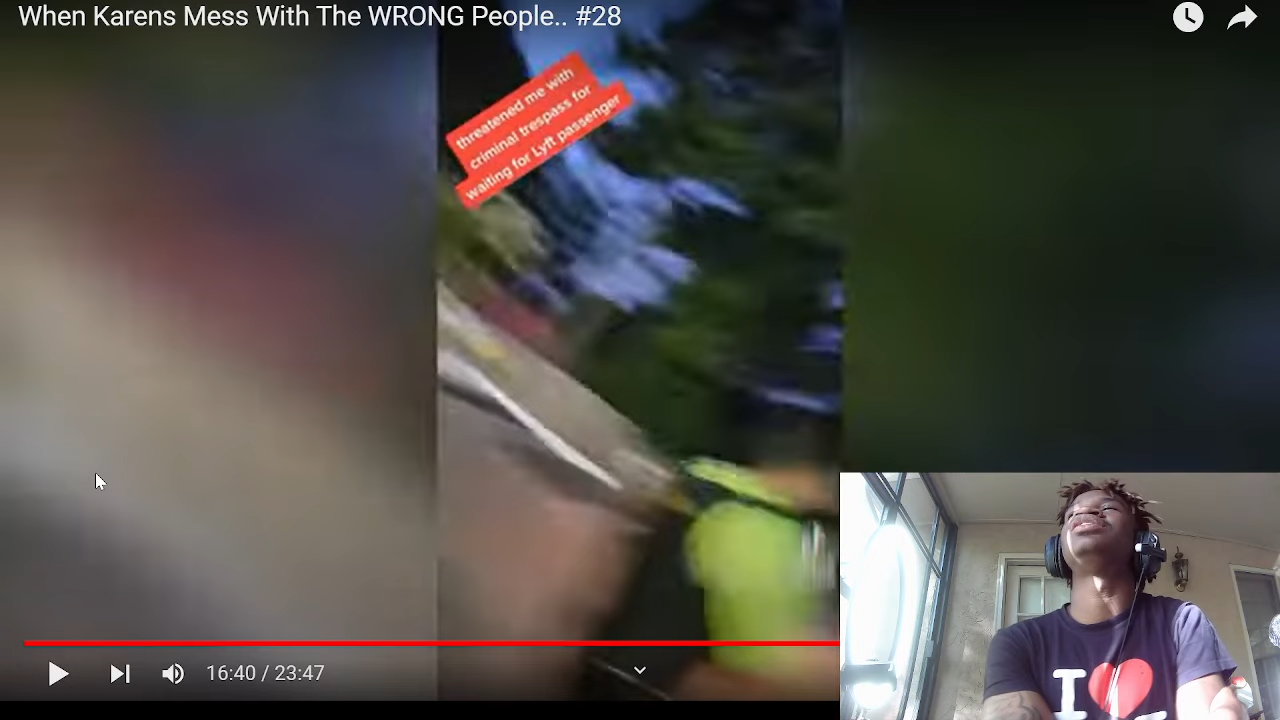 When Karens Mess With The WRONG People.. #28
threatened me with
criminal trespass for
waiting for Lyft passenger
16:40 / 23:47
I